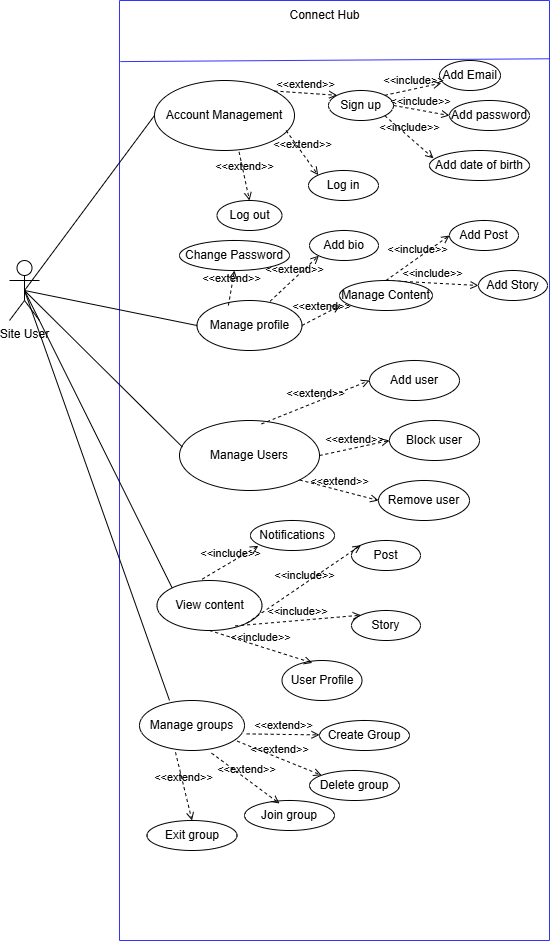 Connect Hub
Add Email
<<extend>>
<<include>>
Sign up
<<include>>
Add password
Account Management
<<include>>
<<extend>>
<<extend>>
Add date of birth
Log in
Log out
Add Post
Add bio
<<include>>
Change Password
<<extend>>
<<extend>>
<<include>>
Add Story
Manage Content
<<extend>>
Manage profile
Site User
Add user
<<extend>>
Block user
<<extend>>
Manage Users
<<extend>>
Remove user
Notifications
<<include>>
Post
<<include>>
View content
<<include>>
Story
<<include>>
User Profile
Manage groups
<<extend>>
Create Group
<<extend>>
<<extend>>
<<extend>>
Delete group
Join group
Exit group